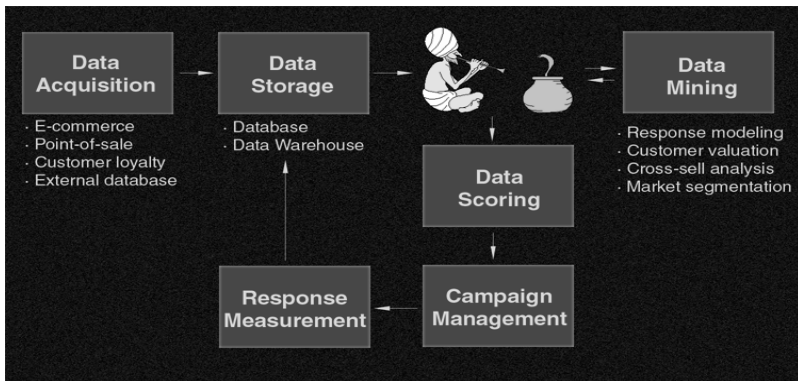 Data
Acquisition
· E-commerce
· Point-of-sale
· Customer loyalty
· External database
Data
Storage
· Database
· Data Warehouse
Data
Mining
· Response modeling
· Customer valuation
· Cross-sell analysis
· Market segmentation
Data
Scoring
Campaign
Management
Response
Measurement